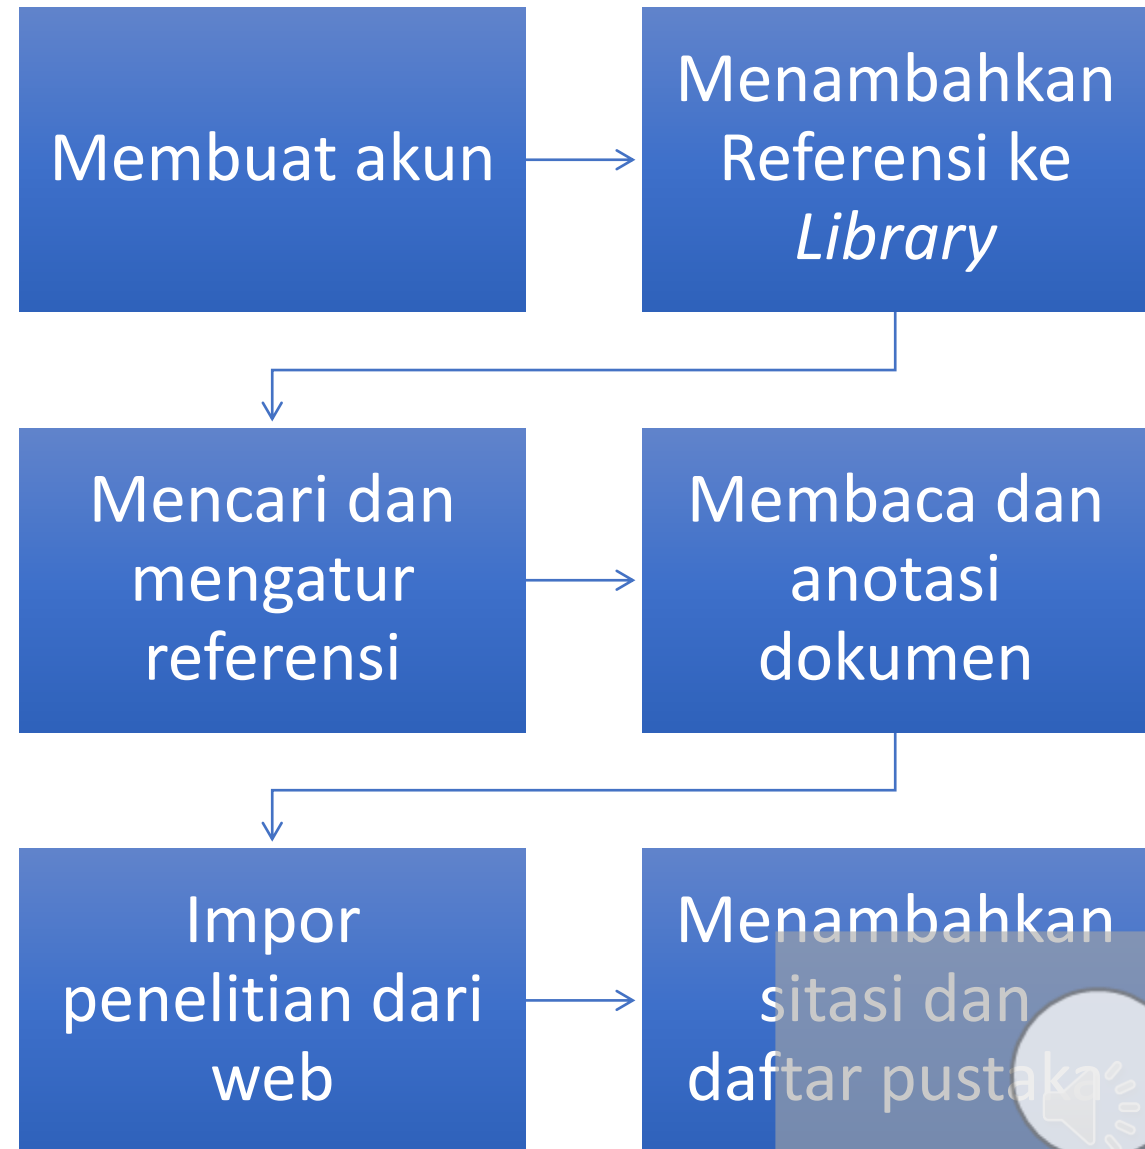 Membuat akun
Menambahkan
Referensi ke
Library
Mencari dan
mengatur
referensi
Membaca dan
anotasi
dokumen
Impor
penelitian dari
web
Menambahkan
sitasi dan
daftar pustaka